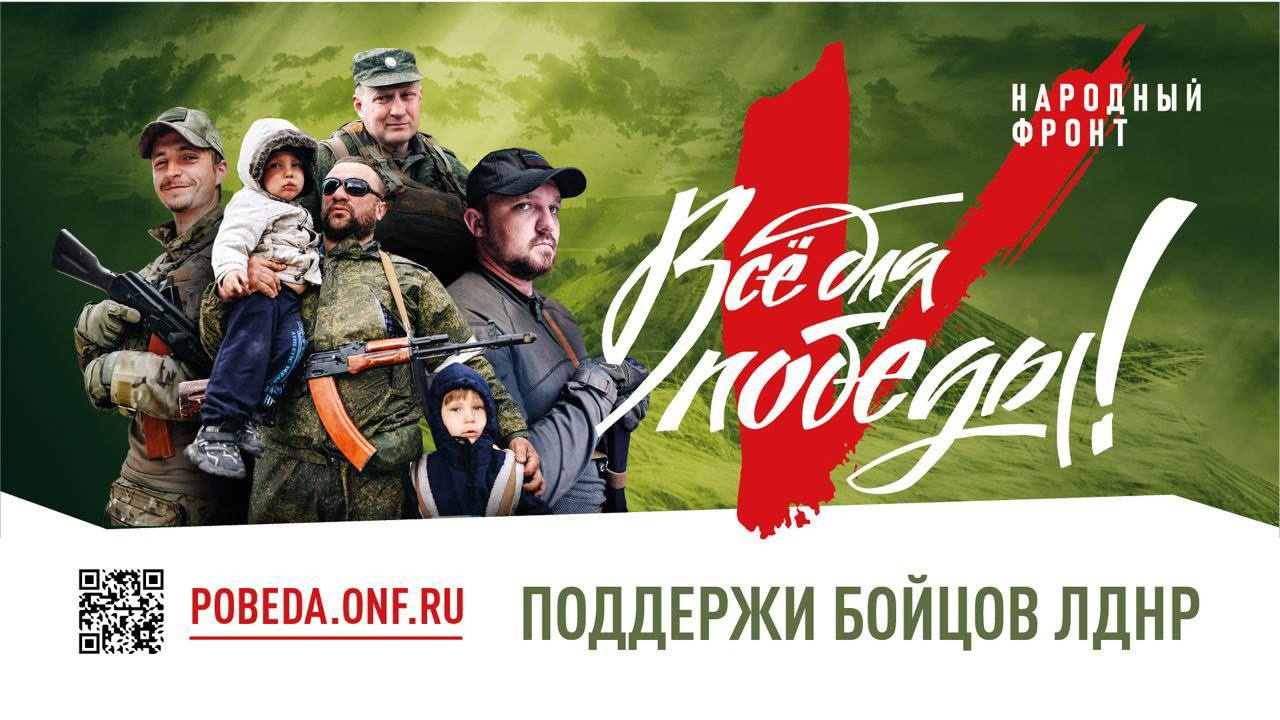 НАРОДНЫЙ
ФРОНТ
Всё для
победы!
POBEDA.ONF.RU
ПОДДЕРЖИ БОЙЦОВ ЛДНР